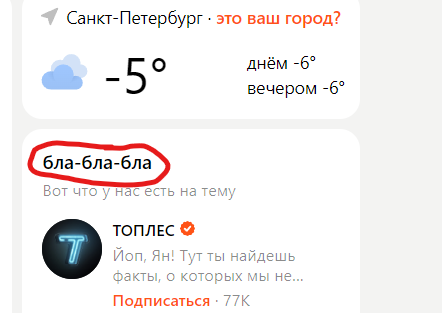 Санкт-Петербург · это ваш город?
-5°
днём -6°
вечером -6°
бла-бла-бла
Вот что у нас есть на тему
Т
ТОПЛЕС
Йоп, Ян! Тут ты найдешь
факты, о которых мы не...
Подписаться · 77K